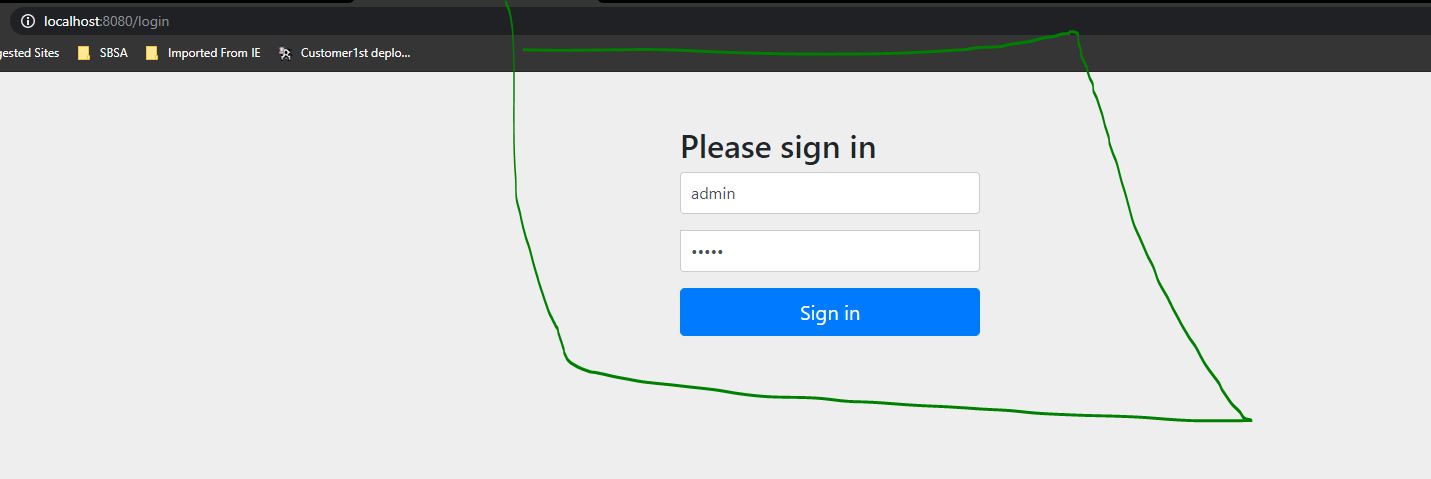 localhost:8080/login
gested Sites SBSA Imported From IE Customer1st deplo...
Please sign in
admin
•••••
Sign in